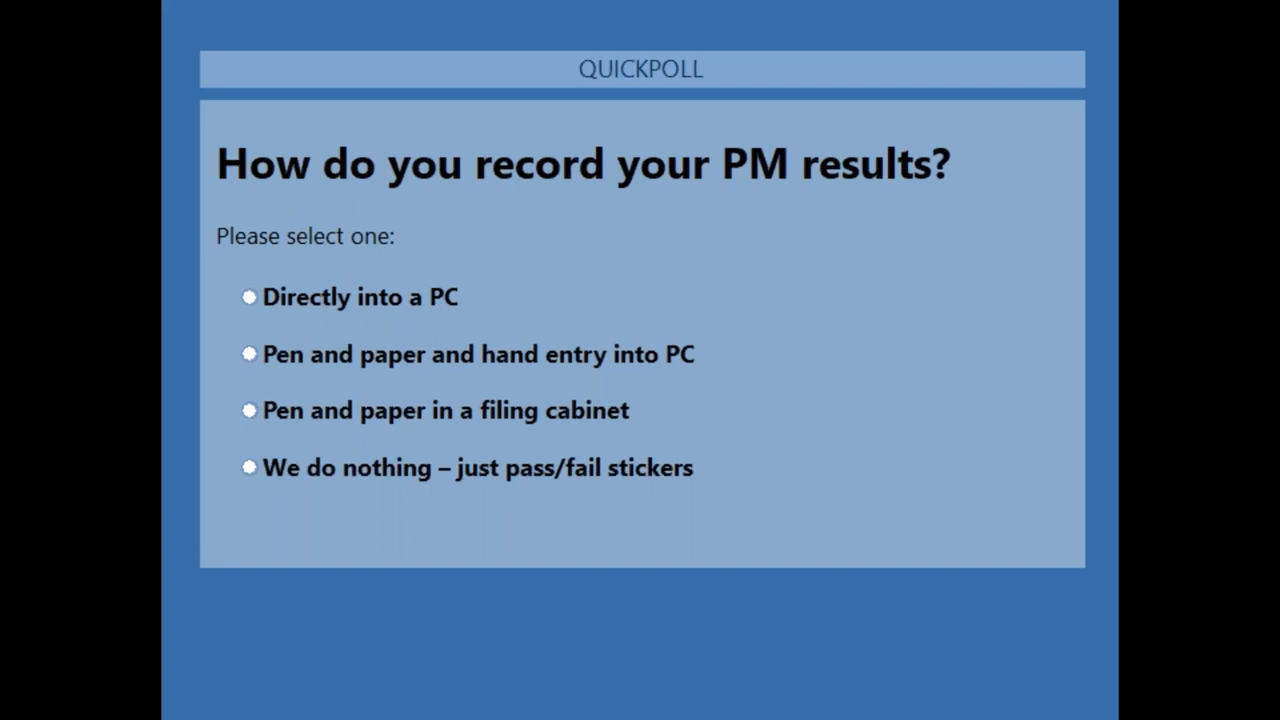 QUICKPOLL
How do you record your PM results?
Please select one:
Directly into a PC
Pen and paper and hand entry into PC
Pen and paper in a filing cabinet
We do nothing – just pass/fail stickers